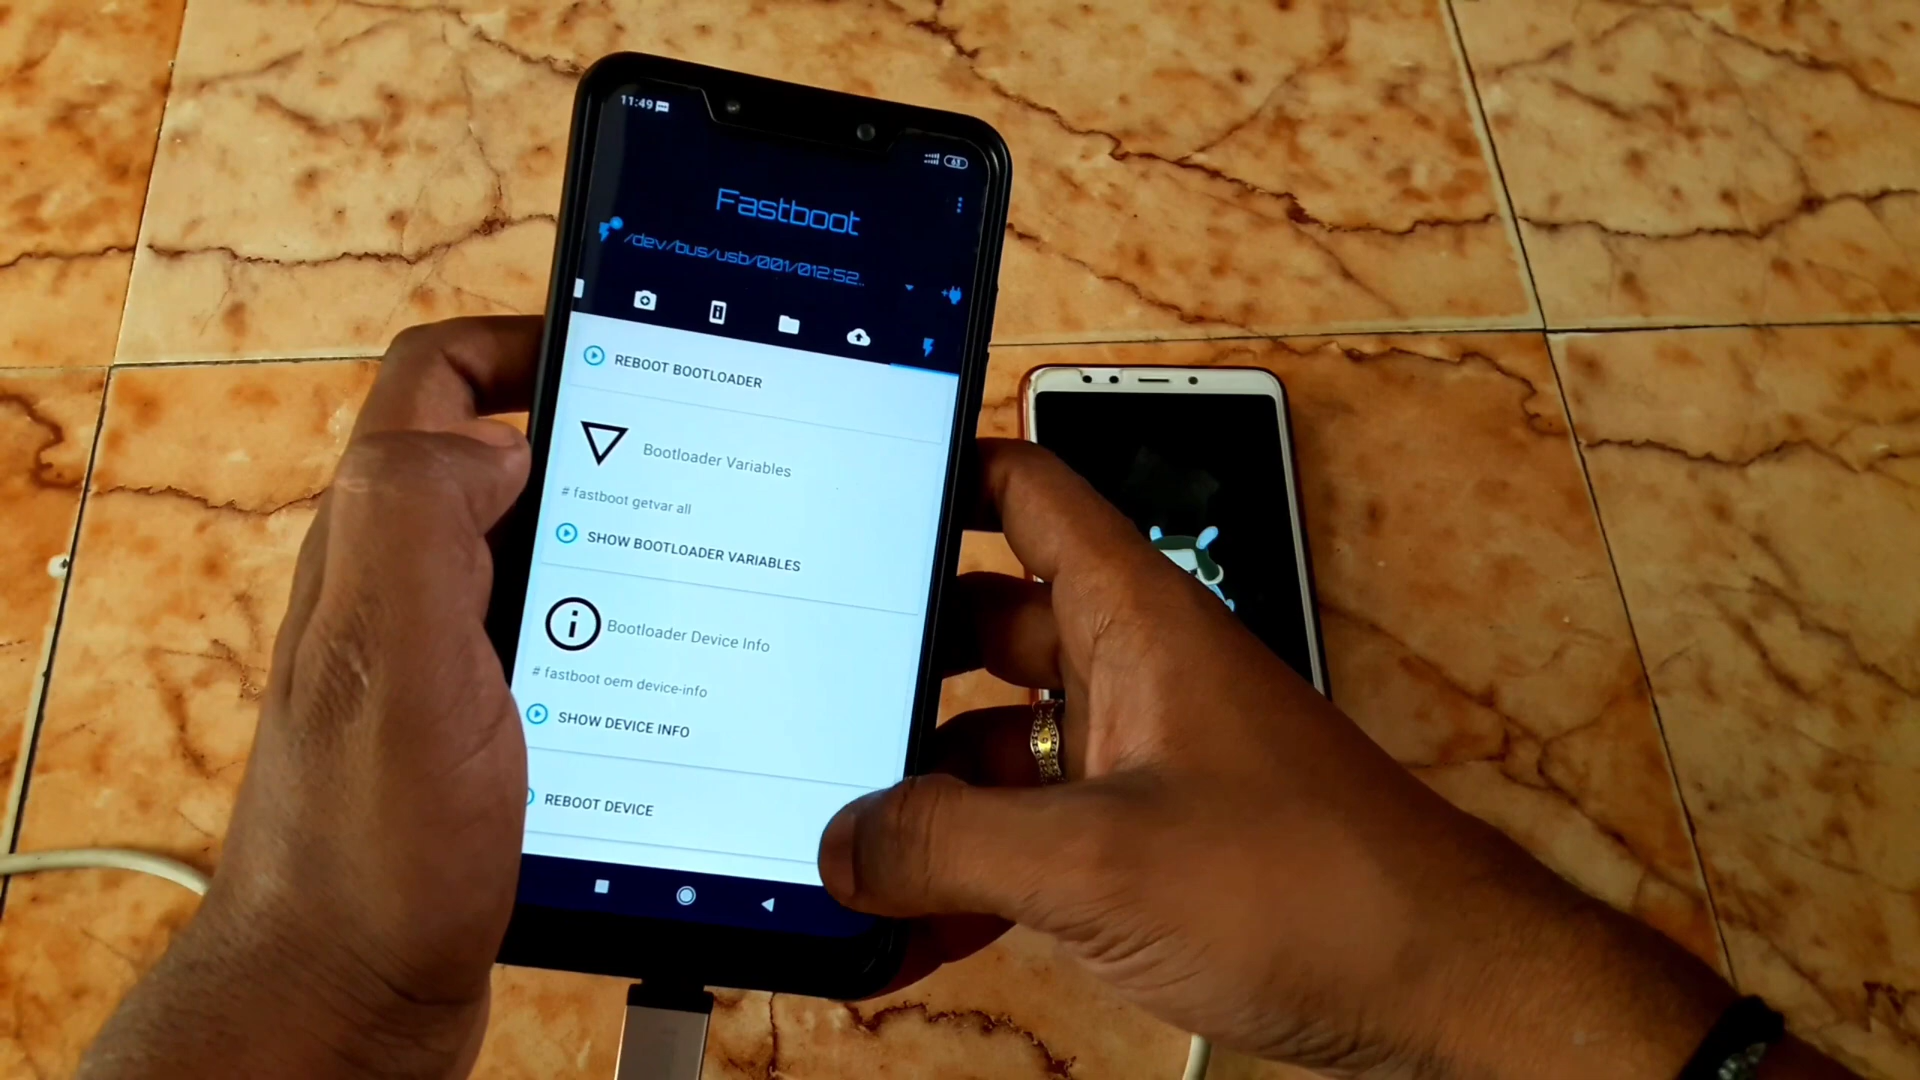 11:49
63
Fastboot
/dev/bus/usb/001/012:52..
REBOOT BOOTLOADER
Bootloader Variables
# fastboot getvar all
SHOW BOOTLOADER VARIABLES
Bootloader Device Info
# fastboot oem device-info
SHOW DEVICE INFO
REBOOT DEVICE